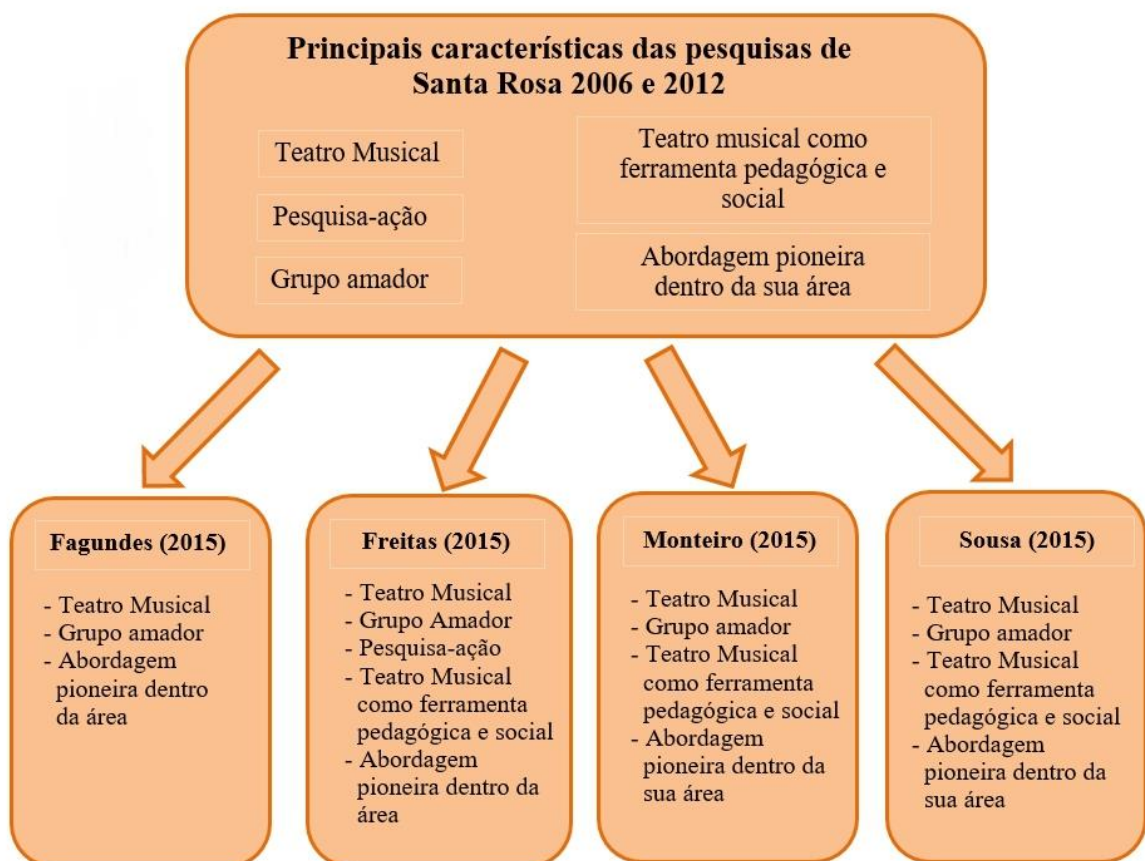 Principais características das pesquisas de
Santa Rosa 2006 e 2012
Teatro Musical
Pesquisa-ação
Grupo amador
Teatro musical como
ferramenta pedagógica e
social
Abordagem pioneira
dentro da sua área
Fagundes (2015)
- Teatro Musical
- Grupo amador
- Abordagem
pioneira dentro
da área
Freitas (2015)
- Teatro Musical
- Grupo Amador
- Pesquisa-ação
- Teatro Musical
como ferramenta
pedagógica e social
- Abordagem
pioneira dentro da
área
Monteiro (2015)
- Teatro Musical
- Grupo amador
- Teatro Musical
como ferramenta
pedagógica e social
- Abordagem
pioneira dentro da
sua área
Sousa (2015)
- Teatro Musical
- Grupo amador
- Teatro Musical
como ferramenta
pedagógica e social
- Abordagem
pioneira dentro da
sua área